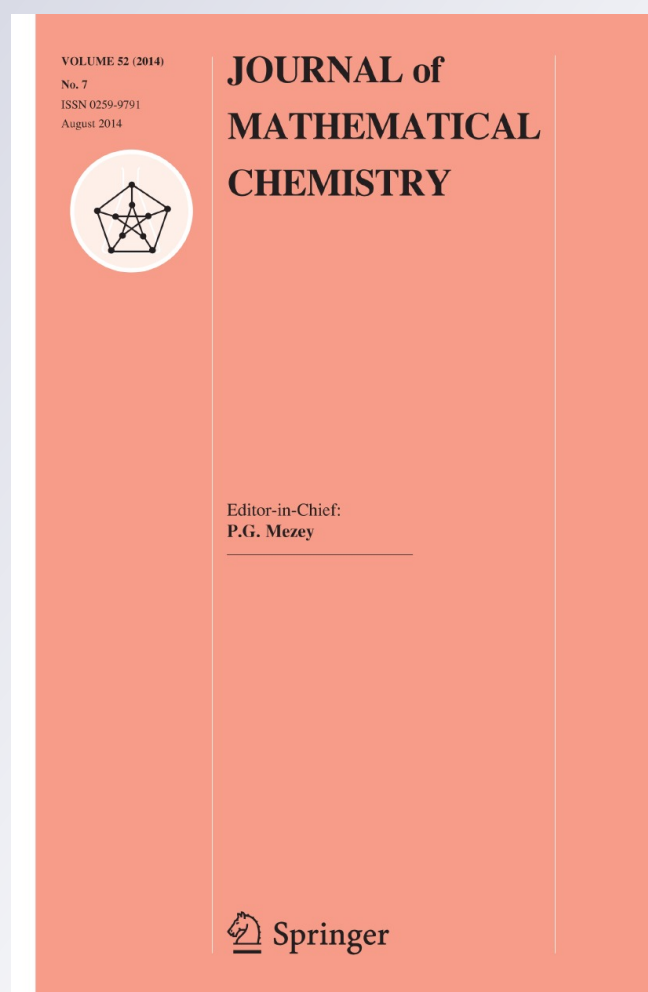 VOLUME 52 (2014)
No. 7
ISSN 0259-9791
August 2014
JOURNAL of
MATHEMATICAL
CHEMISTRY
Editor-in-Chief:
P.G. Mezey
Springer